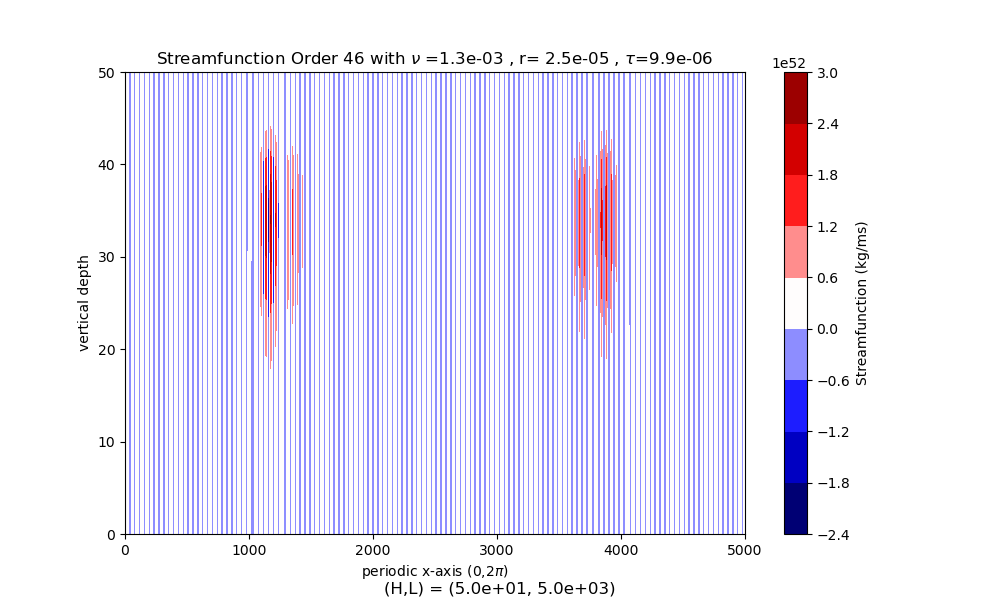 Streamfunction Order 46 with ν =1.3e-03 , r= 2.5e-05 , τ=9.9e-06
1e52
50
40
30
20
10
0
vertical depth
0 1000 2000 3000 4000 5000
periodic x-axis (0,2π)
(H,L) = (5.0e+01, 5.0e+03)
3.0
2.4
1.8
1.2
0.6
0.0
−0.6
−1.2
−1.8
−2.4
Streamfunction (kg/ms)